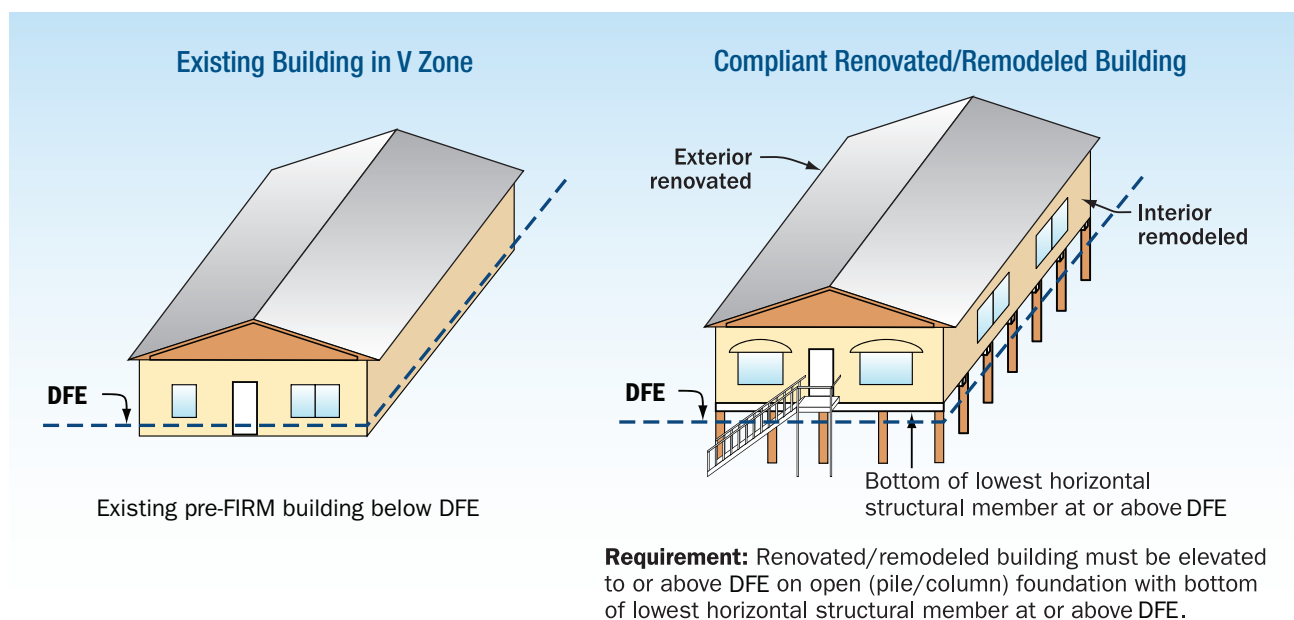 Existing Building in V Zone
DFE
Existing pre-FIRM building below DFE
Compliant Renovated/Remodeled Building
Exterior
renovated
Interior
remodeled
DFE
Bottom of lowest horizontal
structural member at or above DFE
Requirement: Renovated/remodeled building must be elevated
to or above DFE on open (pile/column) foundation with bottom
of lowest horizontal structural member at or above DFE.